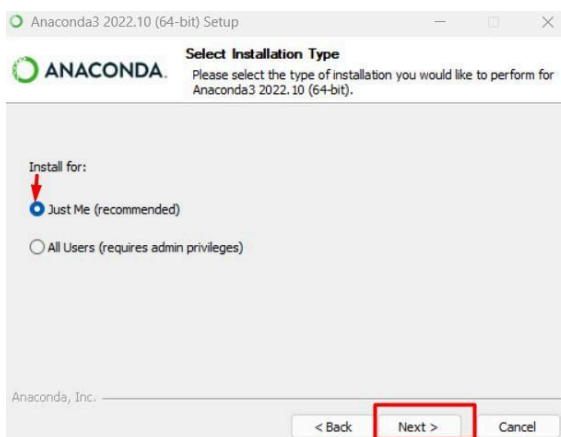 Anaconda3 2022.10 (64-bit) Setup
ANACONDA.
Select Installation Type
Please select the type of installation you would like to perform for
Anaconda3 2022.10 (64-bit).
Install for:
Just Me (recommended)
All Users (requires admin privileges)
Anaconda, Inc.
< Back Next > Cancel